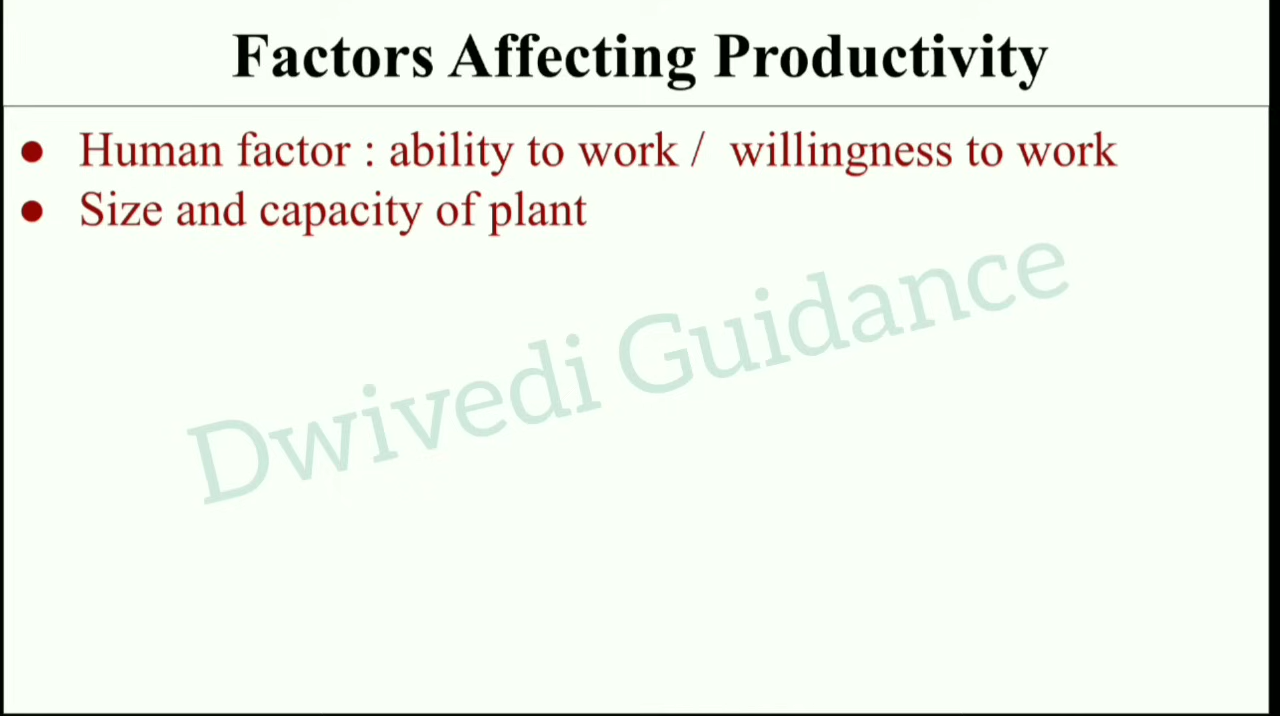 Factors Affecting Productivity
● Human factor : ability to work /  willingness to work
● Size and capacity of plant
Dwivedi Guidance